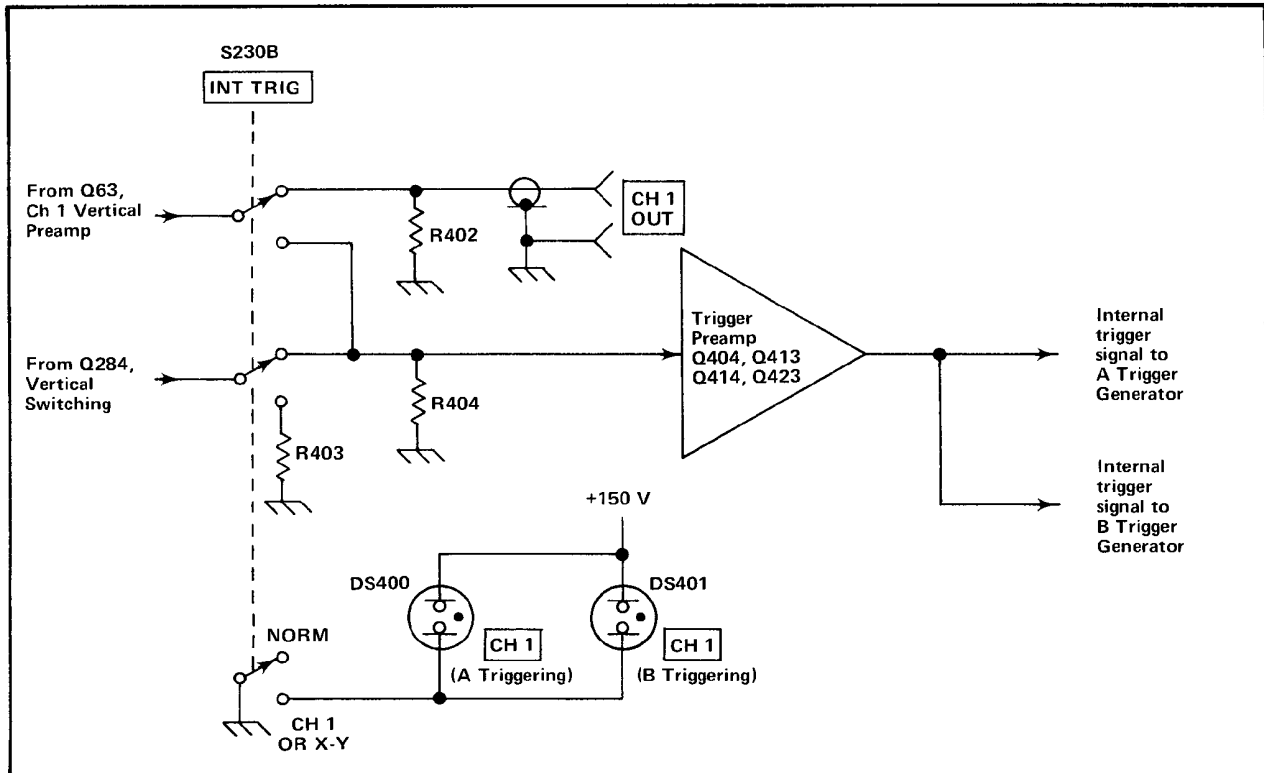 S230B
INT TRIG
From Q63,
Ch 1 Vertical
Preamp
R402
CH 1
OUT
From Q284,
Vertical
Switching
R404
R403
Trigger
Preamp
Q404, Q413
Q414, Q423
Internal
trigger
signal to
A Trigger
Generator
Internal
trigger
signal to
B Trigger
Generator
+150 V
DS400
DS401
CH 1
(A Triggering)
CH 1
(B Triggering)
NORM
CH 1
OR X-Y